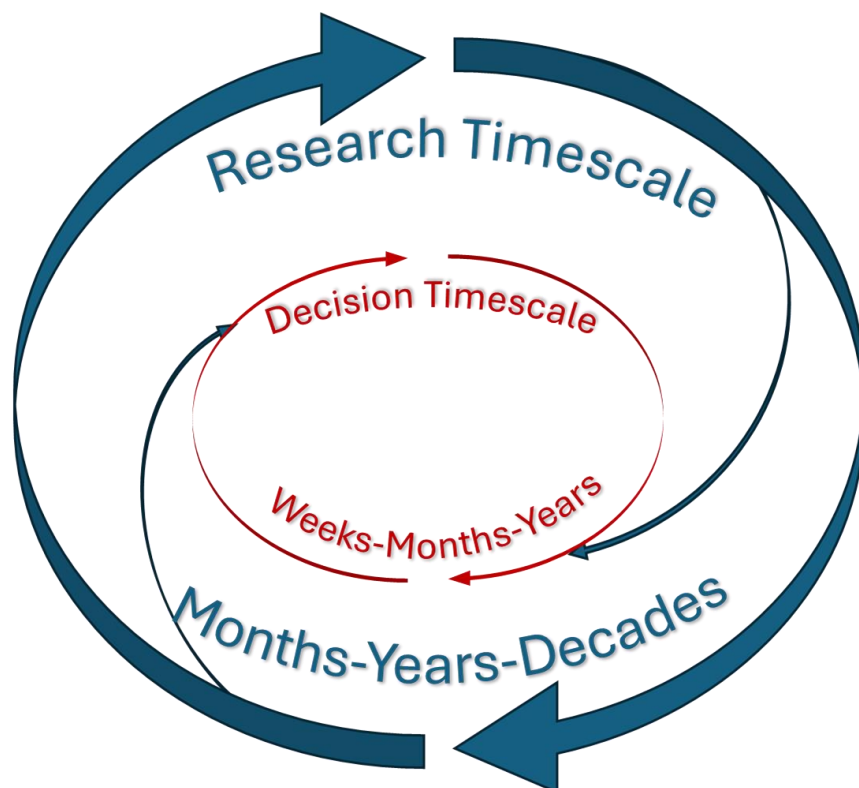 Research Timescale
Decision Timescale
Weeks-Months-Years
Months-Years-Decades